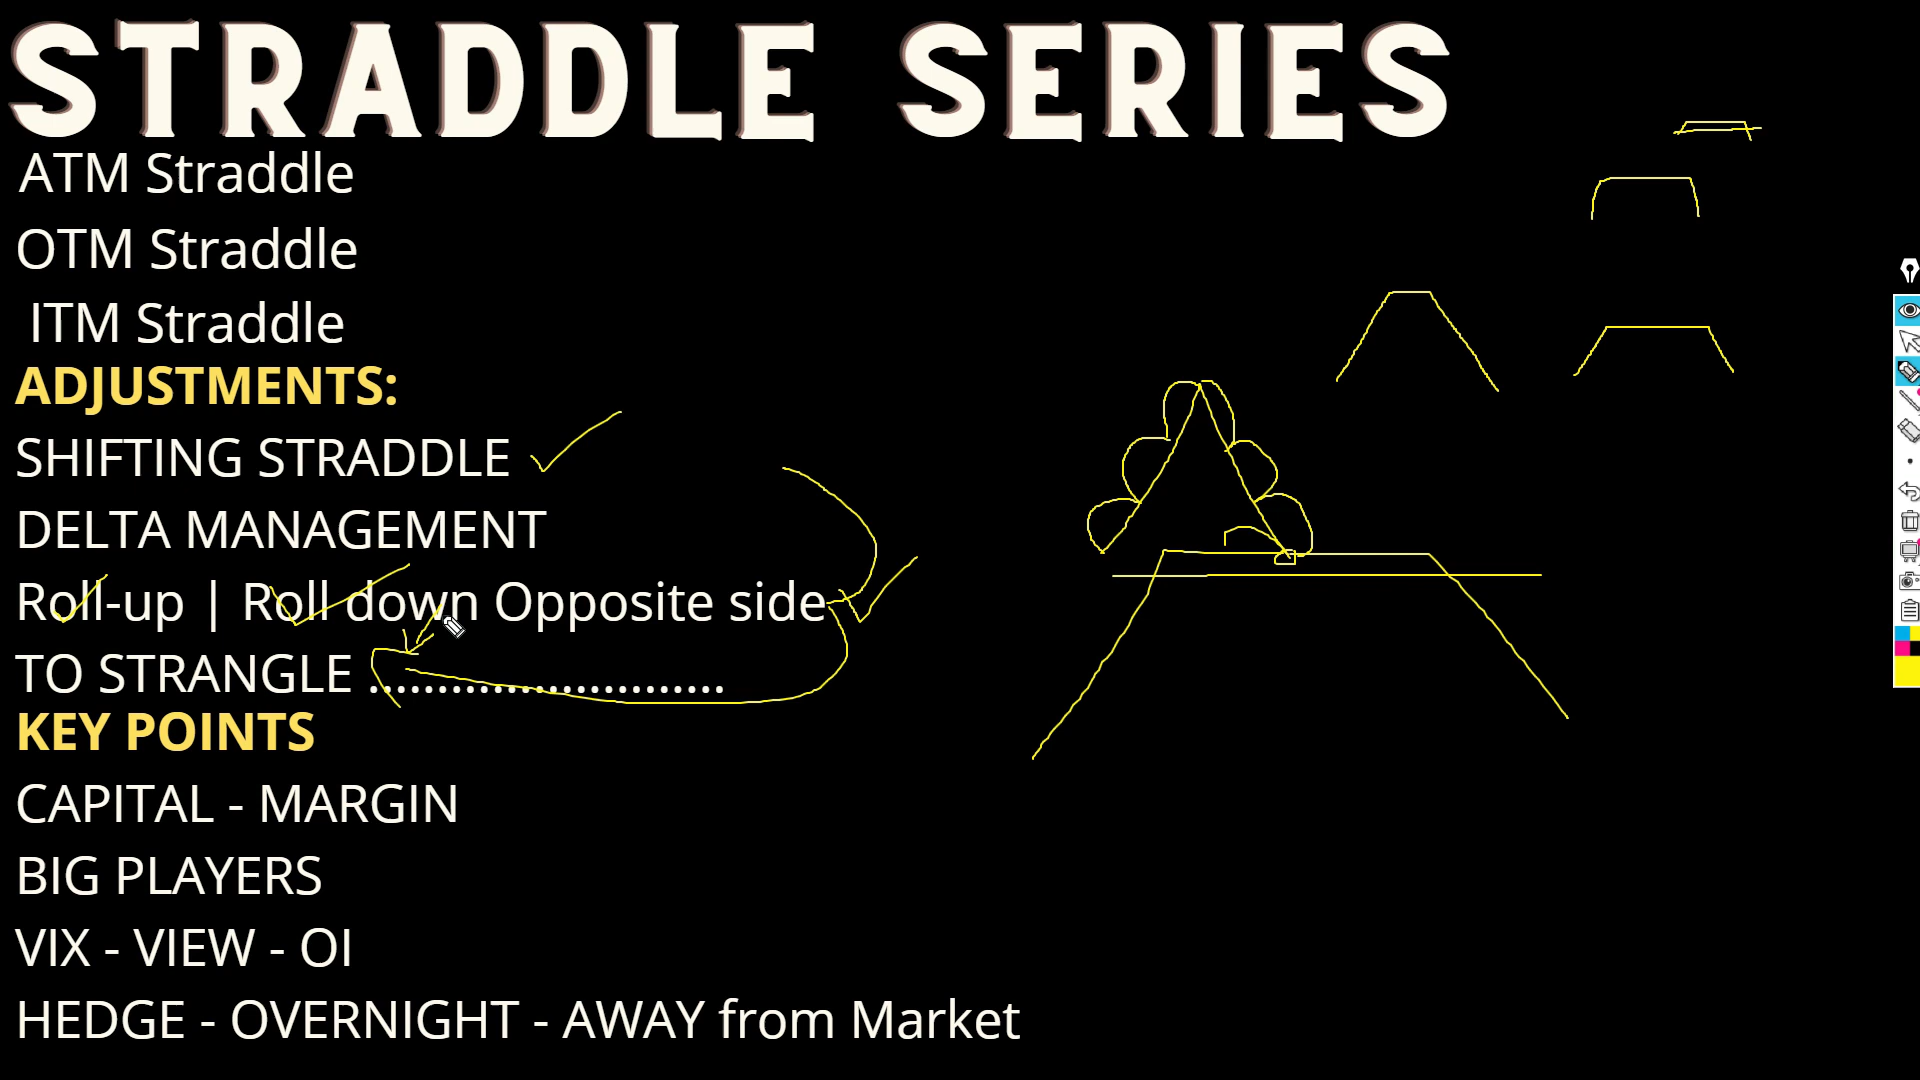 STRADDLE SERIES
ATM Straddle
OTM Straddle
ITM Straddle
ADJUSTMENTS:
SHIFTING STRADDLE
DELTA MANAGEMENT
Roll-up | Roll down Opposite side
TO STRANGLE ..........................
KEY POINTS
CAPITAL - MARGIN
BIG PLAYERS
VIX - VIEW - OI
HEDGE - OVERNIGHT - AWAY from Market